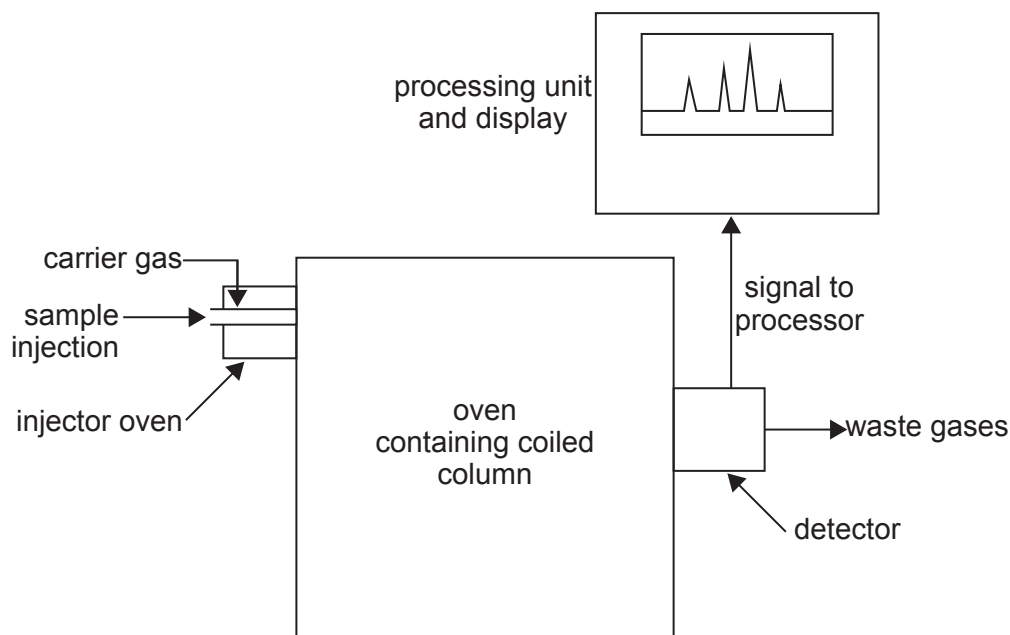 processing unit
and display
carrier gas
sample
injection
injector oven
signal to
processor
oven
containing coiled
column
waste gases
detector